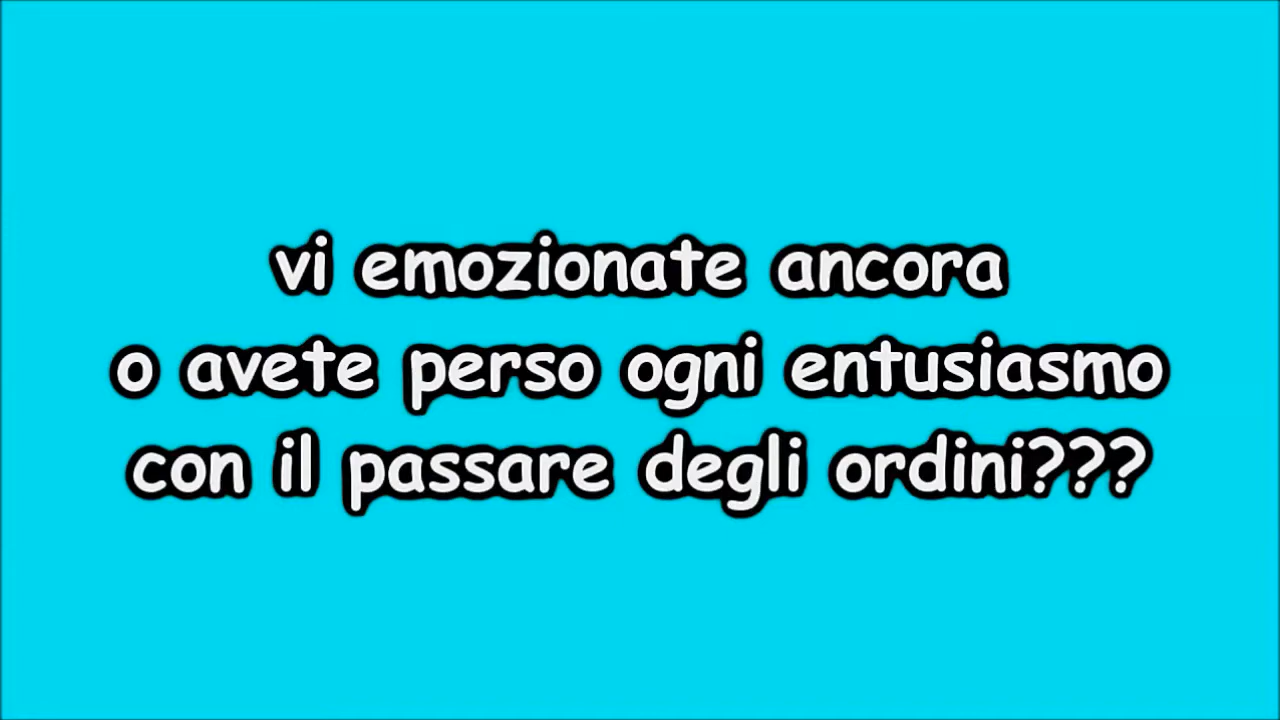 vi emozionate ancora
o avete perso ogni entusiasmo
con il passare degli ordini???